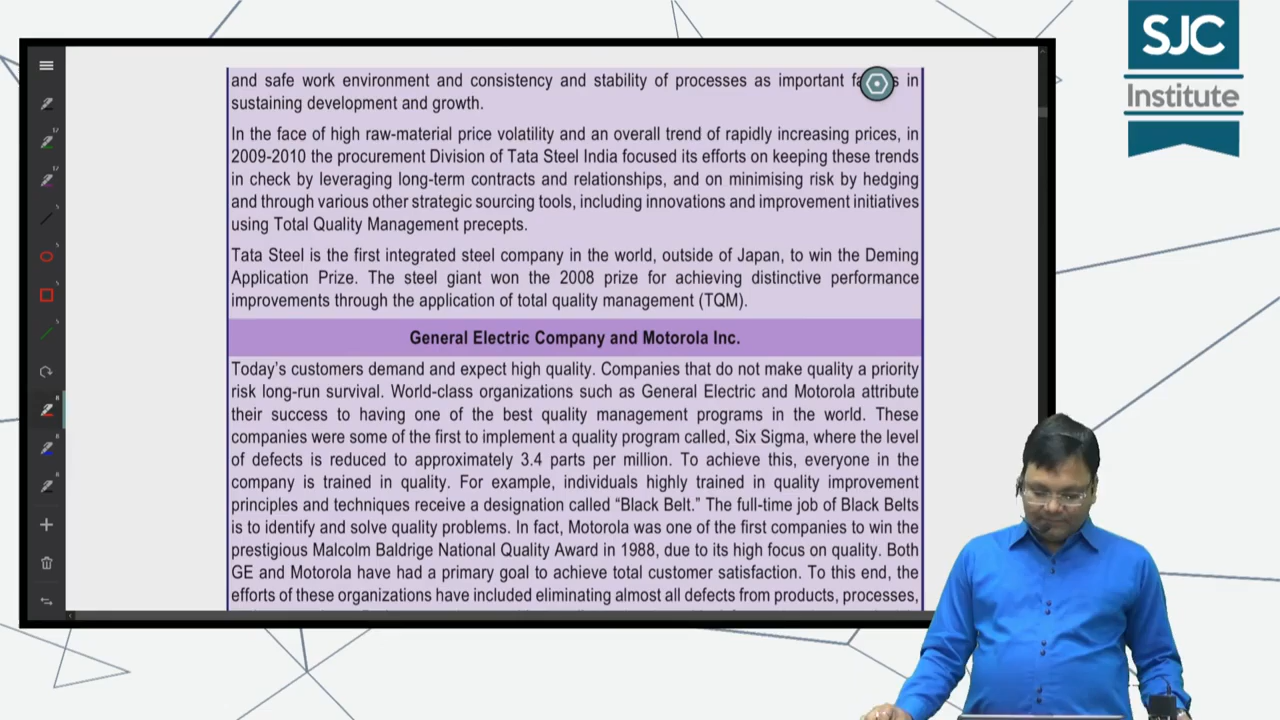 SJC
Institute
and safe work environment and consistency and stability of processes as important in
sustaining development and growth.
In the face of high raw-material price volatility and an overall trend of rapidly increasing prices, in
2009-2010 the procurement Division of Tata Steel India focused its efforts on keeping these trends
in check by leveraging long-term contracts and relationships, and on minimising risk by hedging
and through various other strategic sourcing tools, including innovations and improvement initiatives
using Total Quality Management precepts.
Tata Steel is the first integrated steel company in the world, outside of Japan, to win the Deming
Application Prize. The steel giant won the 2008 prize for achieving distinctive performance
improvements through the application of total quality management (TQM).
General Electric Company and Motorola Inc.
Today's customers demand and expect high quality. Companies that do not make quality a priority
risk long-run survival. World-class organizations such as General Electric and Motorola attribute
their success to having one of the best quality management programs in the world. These
companies were some of the first to implement a quality program called, Six Sigma, where the level
of defects is reduced to approximately 3.4 parts per million. To achieve this, everyone in the
company is trained in quality. For example, individuals highly trained in quality improvement
principles and techniques receive a designation called “Black Belt.” The full-time job of Black Belts
is to identify and solve quality problems. In fact, Motorola was one of the first companies to win the
prestigious Malcolm Baldrige National Quality Award in 1988, due to its high focus on quality. Both
GE and Motorola have had a primary goal to achieve total customer satisfaction. To this end, the
efforts of these organizations have included eliminating almost all defects from products, processes,